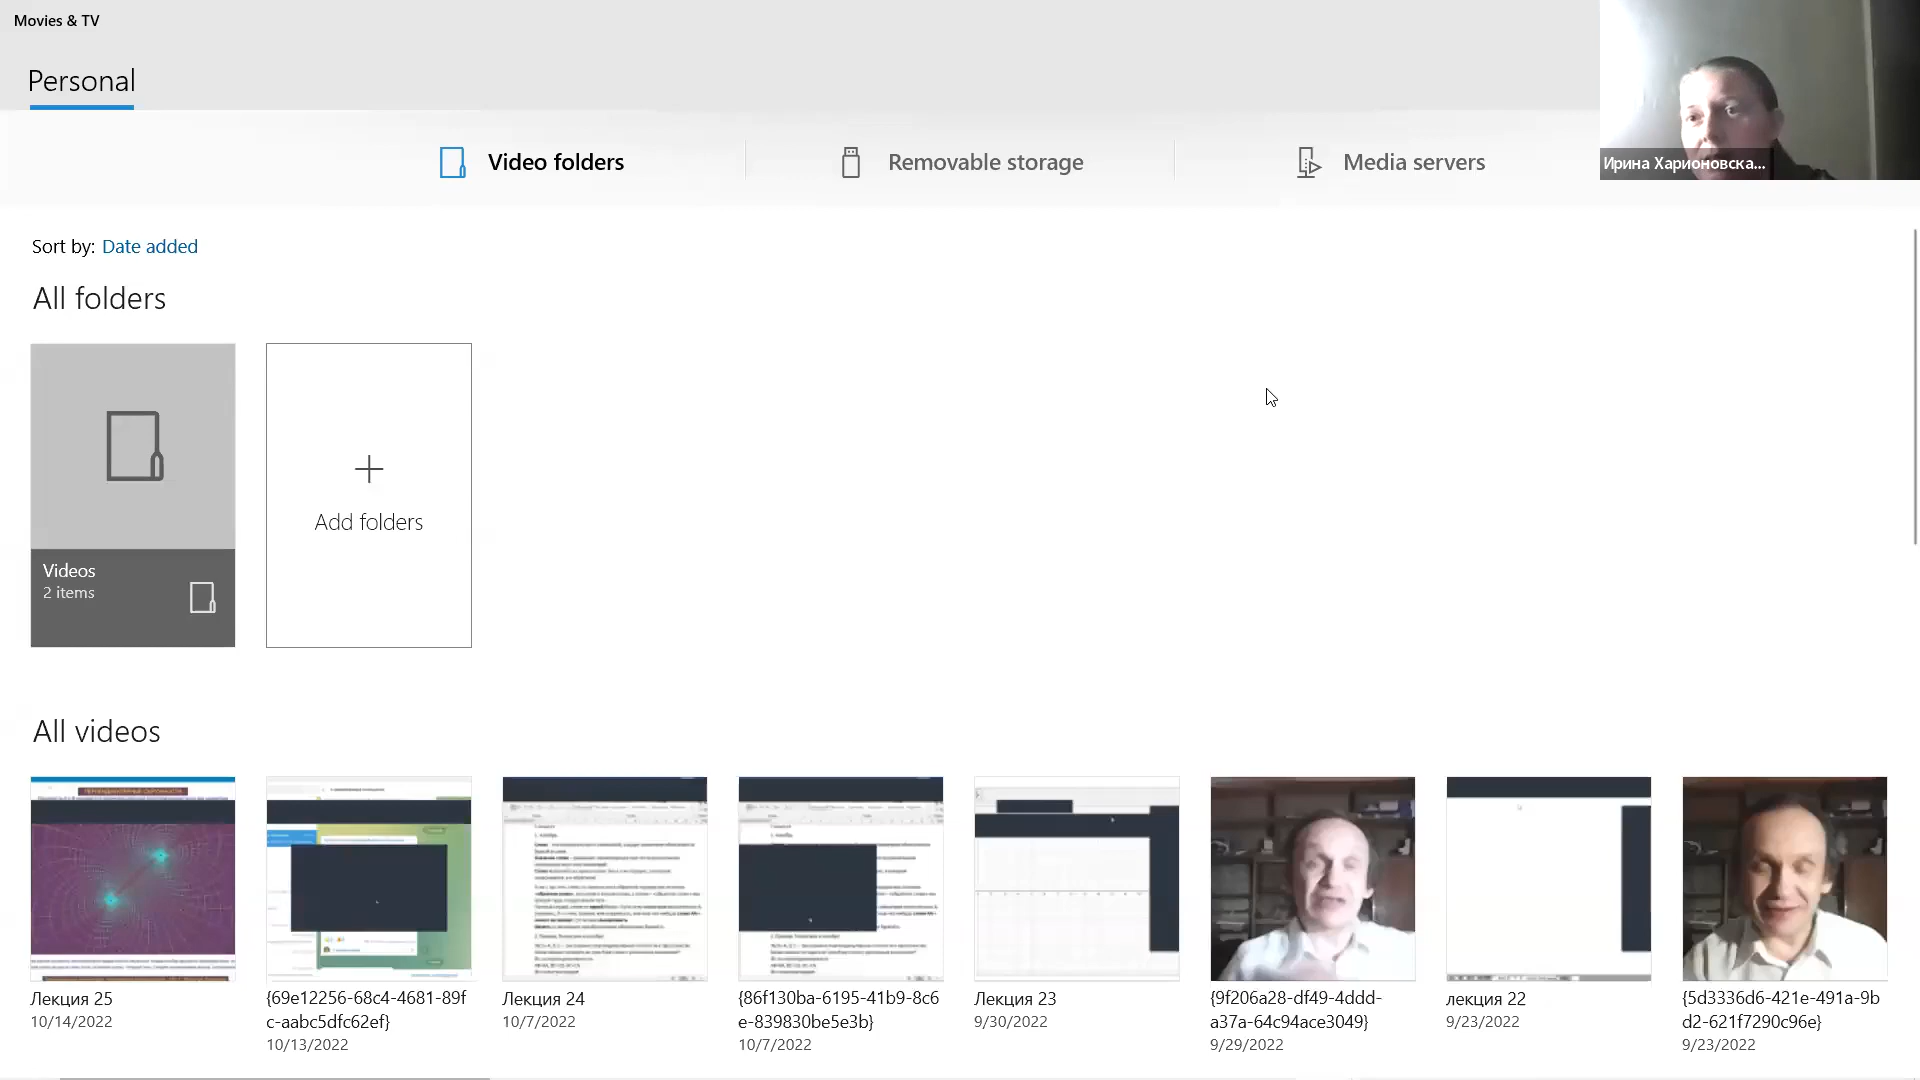 Movies & TV
Personal
Video folders
Removable storage
Media servers
Ирина Харионовска...
Sort by: Date added
All folders
Videos
2 items
Add folders
All videos
Лекция 25
10/14/2022
{69e12256-68c4-4681-89f
c-aabc5dfc62ef}
10/13/2022
Лекция 24
10/7/2022
{86f130ba-6195-41b9-8c6
e-839830be5e3b}
10/7/2022
Лекция 23
9/30/2022
{9f206a28-df49-4ddd-
a37a-64c94ace3049}
9/29/2022
лекция 22
9/23/2022
{5d3336d6-421e-491a-9b
d2-621f7290c96e}
9/23/2022